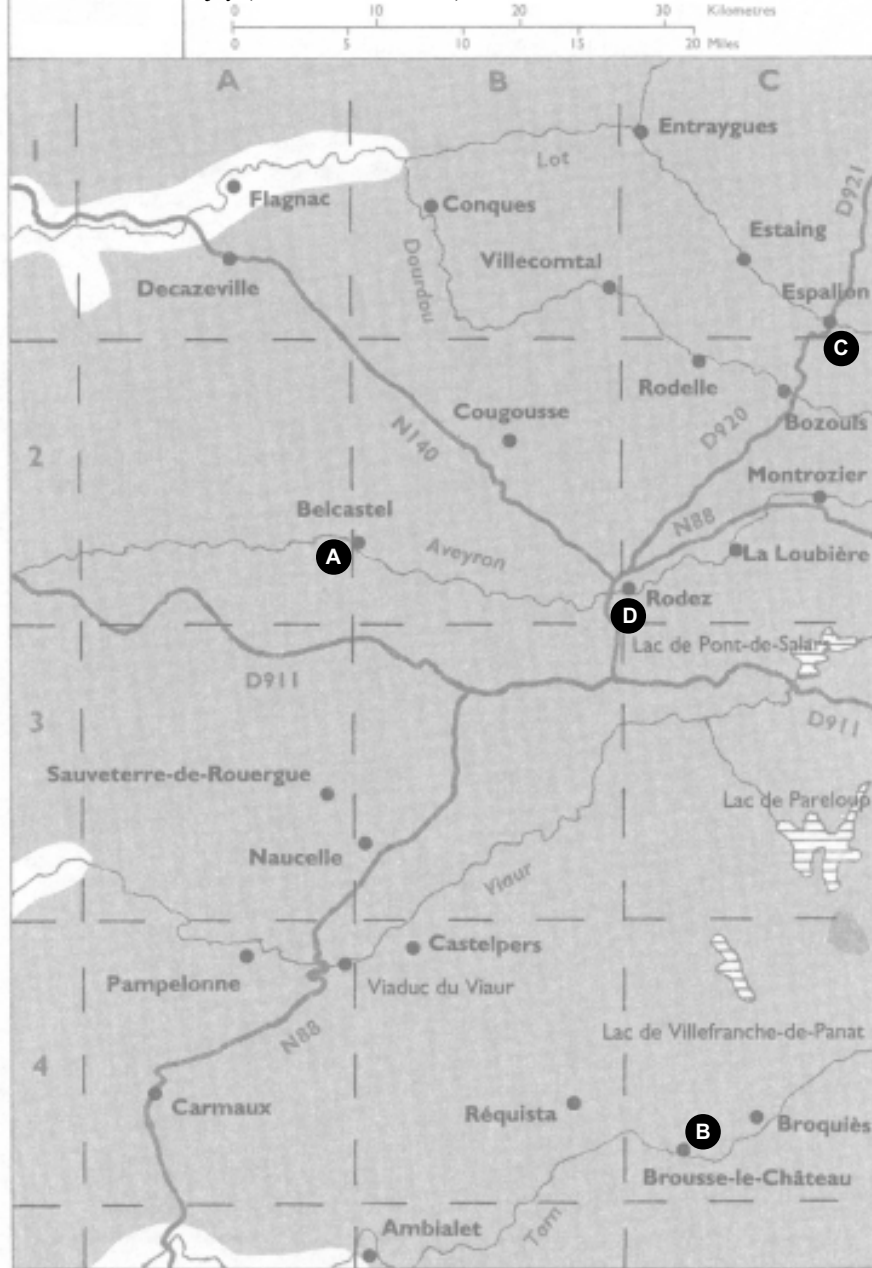 0 10 20 30 Kilometres
0 5 10 15 20 Miles
A B C
1
Entraygues
Lot
Flagnac
Conques
D921
Estaing
Dourdou
Villecomtal
Decazeville
Espalion
C
Rodelle
Cougousse
N140
D920
Bozouls
2
Montrozier
Belcastel
N88
A
Aveyron
La Loubière
Rodez
D
Lac de Pont-de-Salars
D911
3
D911
Sauveterre-de-Rouergue
Lac de Pareloup
Naucelle
Viaur
Castelpers
Pampelonne
Viaduc du Viaur
N88
Lac de Villefranche-de-Panat
4
Carmaux
Réquista
B
Broquiès
Brousse-le-Château
Ambialet
Tarn